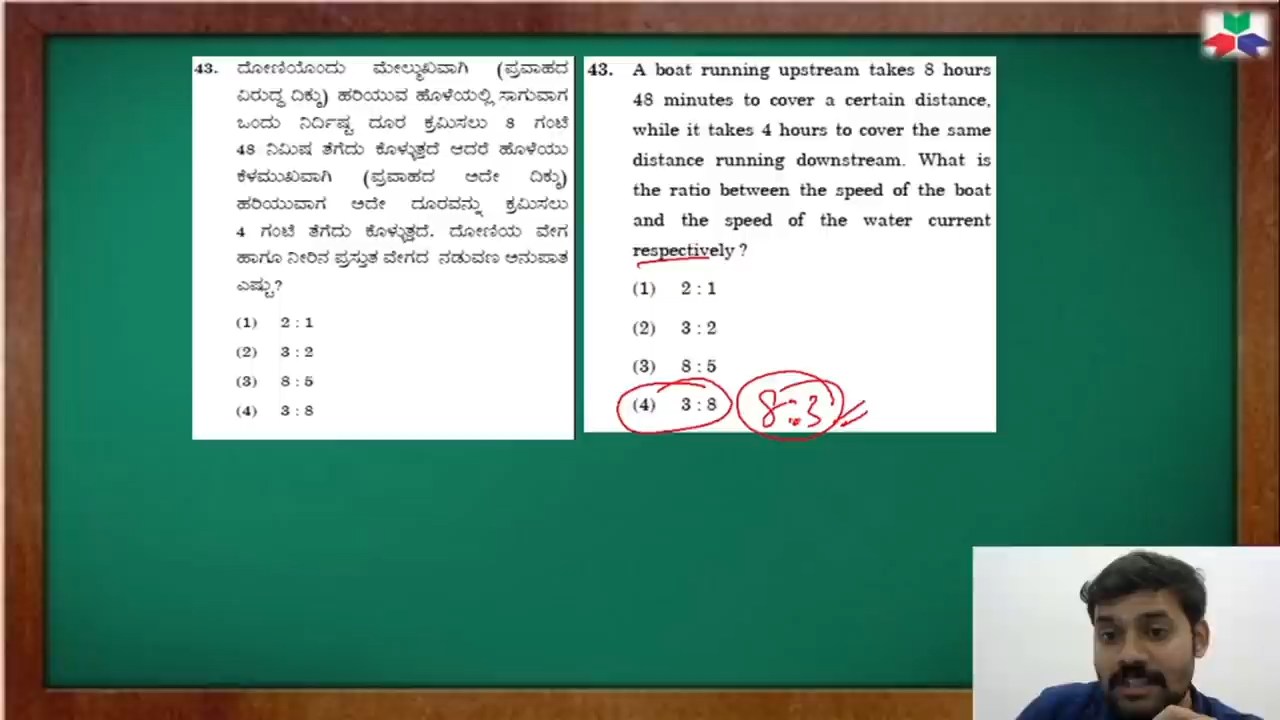 43. ದೋಣಿಯೊಂದು ಮೇಲ್ಮುಖವಾಗಿ (ಪ್ರವಾಹದ
ವಿರುದ್ಧ ದಿಕ್ಕು) ಹರಿಯುವ ಹೊಳೆಯಲ್ಲಿ ಸಾಗುವಾಗ
ಒಂದು ನಿರ್ದಿಷ್ಟ ದೂರ ಕ್ರಮಿಸಲು 8 ಗಂಟೆ
48 ನಿಮಿಷ ತೆಗೆದು ಕೊಳ್ಳುತ್ತದೆ ಆದರೆ ಹೊಳೆಯು
ಕೆಳಮುಖವಾಗಿ (ಪ್ರವಾಹದ ಅದೇ ದಿಕ್ಕು)
ಹರಿಯುವಾಗ ಅದೇ ದೂರವನ್ನು ಕ್ರಮಿಸಲು
4 ಗಂಟೆ ತೆಗೆದು ಕೊಳ್ಳುತ್ತದೆ. ದೋಣಿಯ ವೇಗ
ಹಾಗೂ ನೀರಿನ ಪ್ರಸ್ತುತ ವೇಗದ ನಡುವಣ ಅನುಪಾತ
ಎಷ್ಟು?
(1) 2 : 1
(2) 3 : 2
(3) 8 : 5
(4) 3 : 8
43. A boat running upstream takes 8 hours
48 minutes to cover a certain distance,
while it takes 4 hours to cover the same
distance running downstream. What is
the ratio between the speed of the boat
and the speed of the water current
respectively ?
(1) 2 : 1
(2) 3 : 2
(3) 8 : 5
(4) 3 : 8 8:3